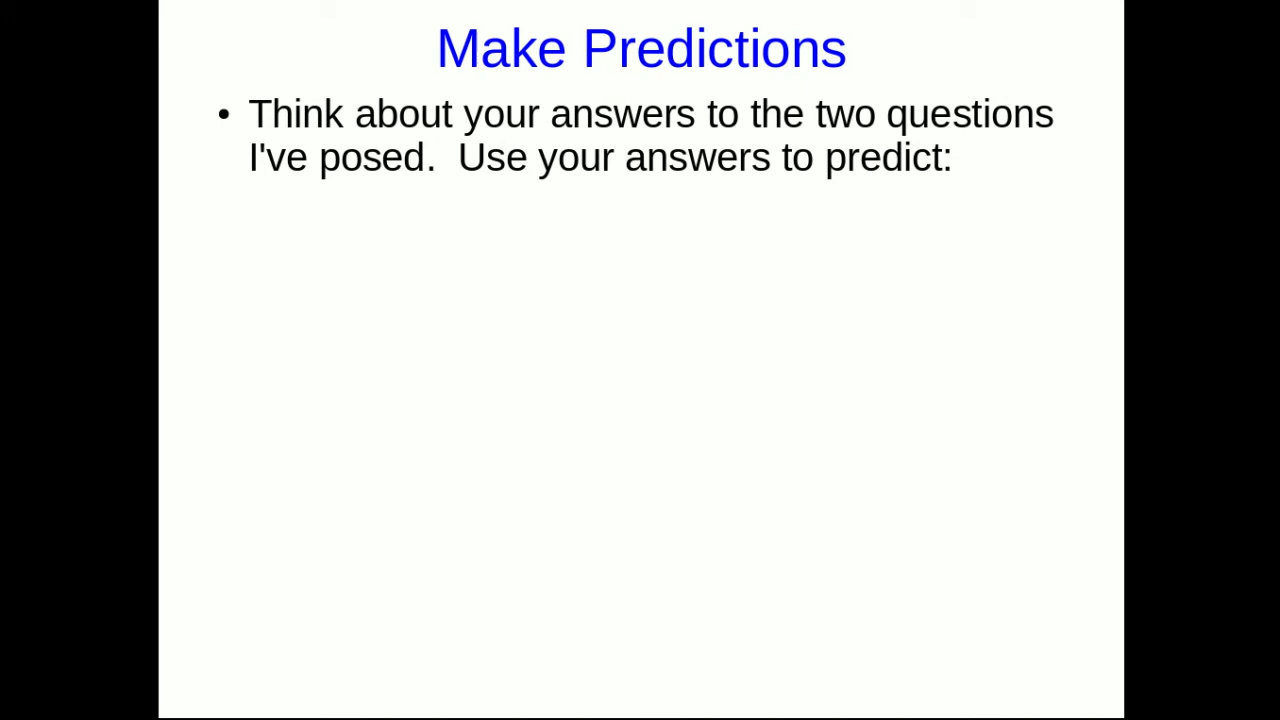 Make Predictions
• Think about your answers to the two questions
I've posed.  Use your answers to predict: